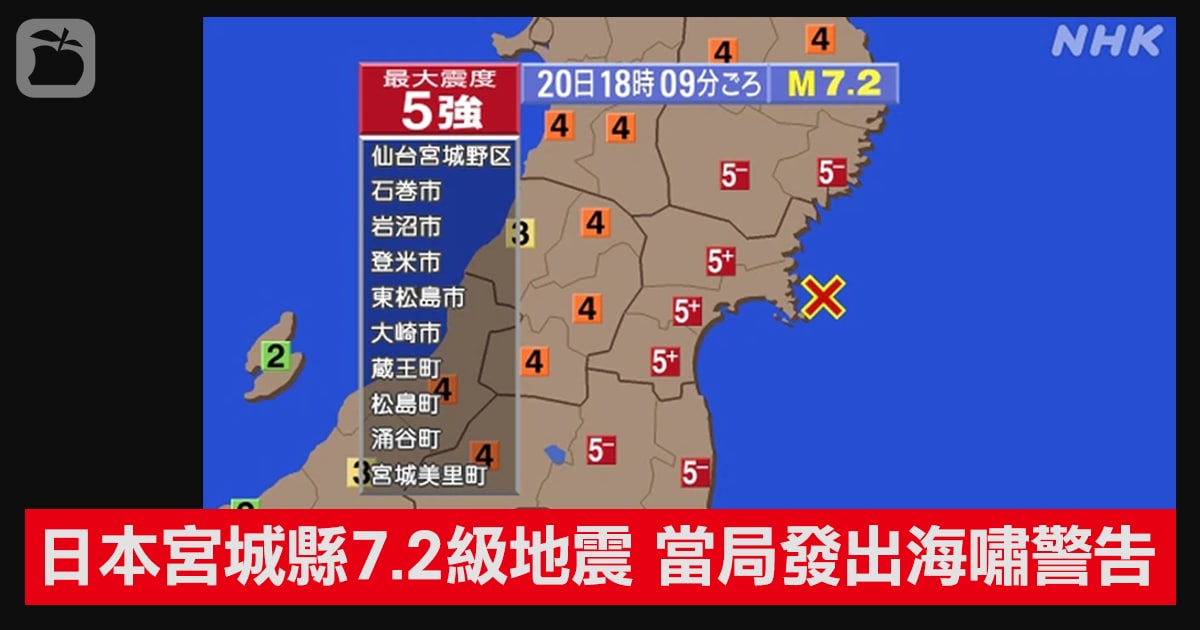 NHK
最大震度
5強
20日18時09分ごろ
M7.2
仙台宮城野区
石巻市
岩沼市
登米市
東松島市
大崎市
蔵王町
松島町
涌谷町
宮城美里町
4
4
4
4
5-
5-
3
4
5+
4
5+
2
4
5+
4
4
5-
3
5-
日本宮城縣7.2級地震 當局發出海嘯警告